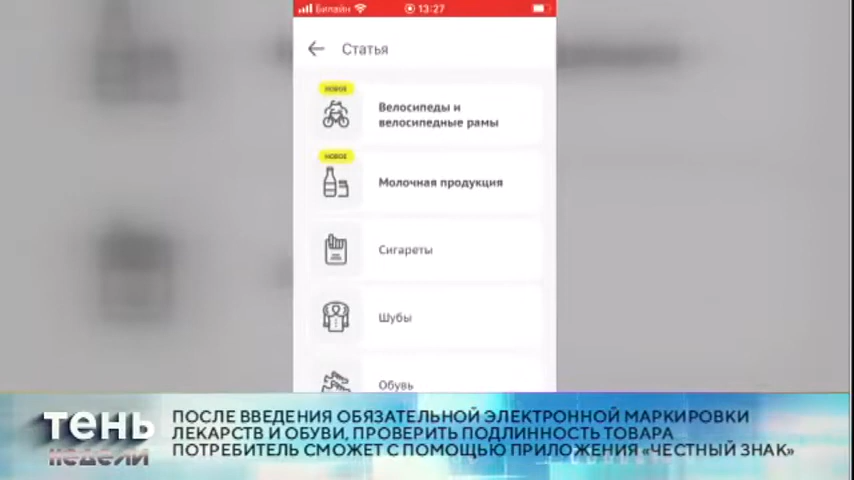 Билайн 13:27
Статья
НОВОЕ
Велосипеды и
велосипедные рамы
НОВОЕ
Молочная продукция
Сигареты
Шубы
Обувь
тень
недели
ПОСЛЕ ВВЕДЕНИЯ ОБЯЗАТЕЛЬНОЙ ЭЛЕКТРОННОЙ МАРКИРОВКИ
ЛЕКАРСТВ И ОБУВИ, ПРОВЕРИТЬ ПОДЛИННОСТЬ ТОВАРА
ПОТРЕБИТЕЛЬ СМОЖЕТ С ПОМОЩЬЮ ПРИЛОЖЕНИЯ «ЧЕСТНЫЙ ЗНАК»